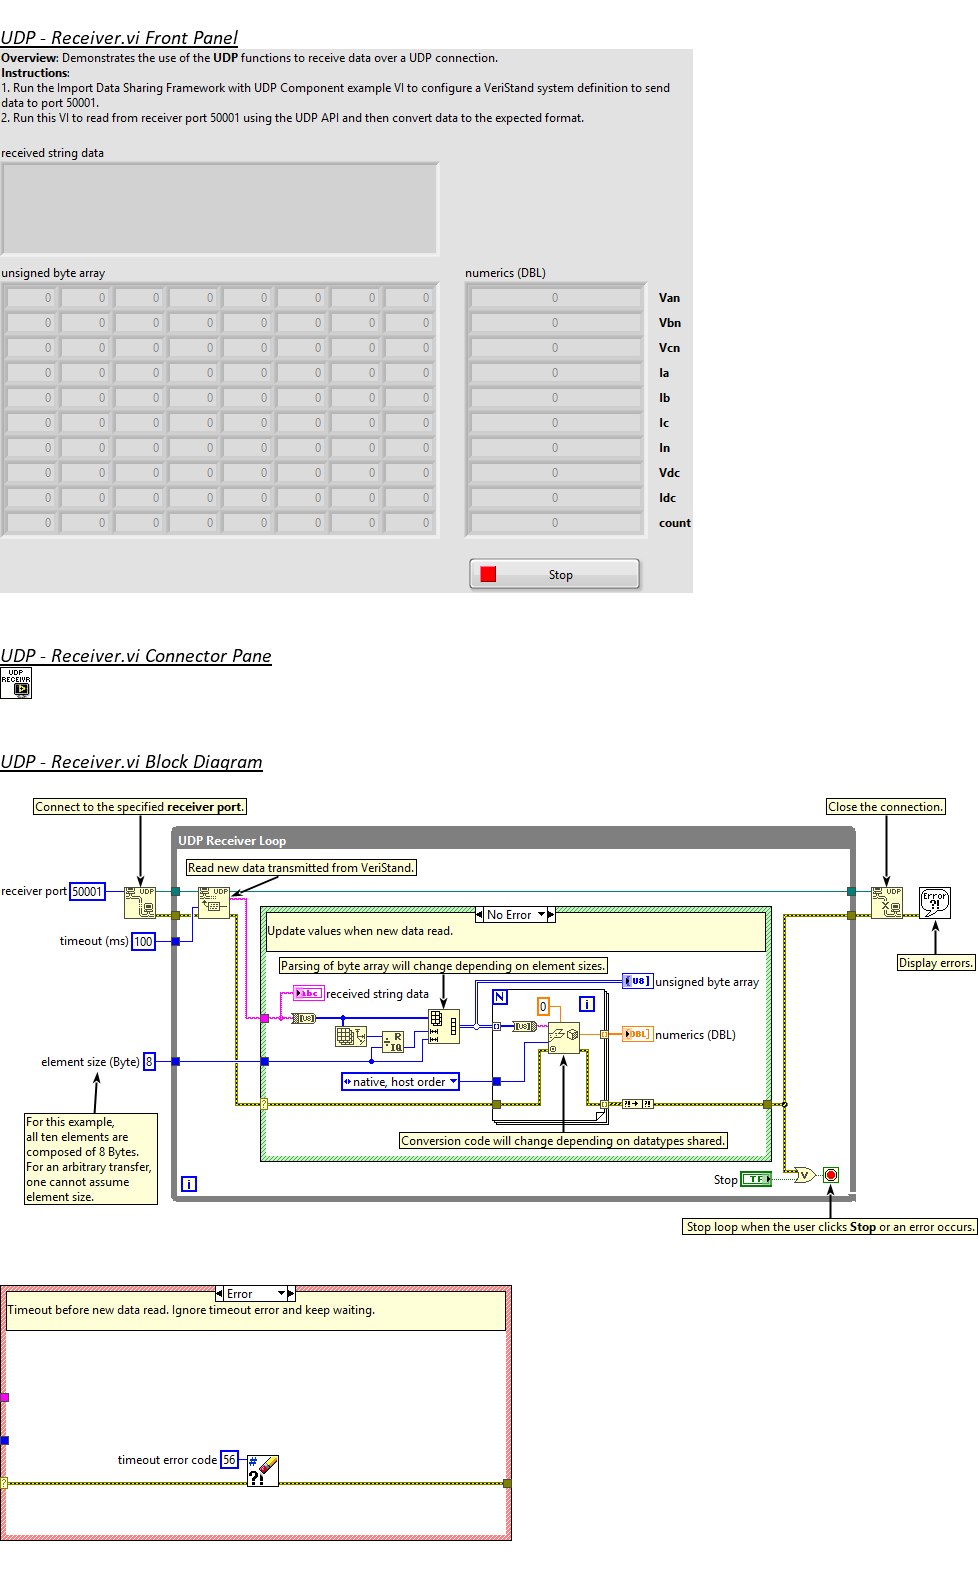 UDP - Receiver.vi Front Panel
Overview: Demonstrates the use of the UDP functions to receive data over a UDP connection.
Instructions:
1. Run the Import Data Sharing Framework with UDP Component example VI to configure a VeriStand system definition to send
data to port 50001.
2. Run this VI to read from receiver port 50001 using the UDP API and then convert data to the expected format.
received string data
unsigned byte array numerics (DBL)
0 0 0 0 0 0 0 0 0 Van
0 0 0 0 0 0 0 0 0 Vbn
0 0 0 0 0 0 0 0 0 Vcn
0 0 0 0 0 0 0 0 0 Ia
0 0 0 0 0 0 0 0 0 Ib
0 0 0 0 0 0 0 0 0 Ic
0 0 0 0 0 0 0 0 0 In
0 0 0 0 0 0 0 0 0 Vdc
0 0 0 0 0 0 0 0 0 Idc
0 0 0 0 0 0 0 0 0 count
Stop
UDP - Receiver.vi Connector Pane
UDP
RECEIVR
UDP - Receiver.vi Block Diagram
Connect to the specified receiver port.
Close the connection.
UDP Receiver Loop
Read new data transmitted from VeriStand.
receiver port 50001
UDP
UDP
UDP
Error
?!
No Error
Update values when new data read.
timeout (ms) 100
Display errors.
Parsing of byte array will change depending on element sizes.
abc received string data
U8 unsigned byte array
N
0
i
[U8]
[U8]
R
IQ
DBL numerics (DBL)
element size (Byte) 8
native, host order
?! ?!
For this example,
all ten elements are
composed of 8 Bytes.
For an arbitrary transfer,
one cannot assume
element size.
Conversion code will change depending on datatypes shared.
i
Stop TF
V
Stop loop when the user clicks Stop or an error occurs.
Error
Timeout before new data read. Ignore timeout error and keep waiting.
timeout error code 56
#
?!
?